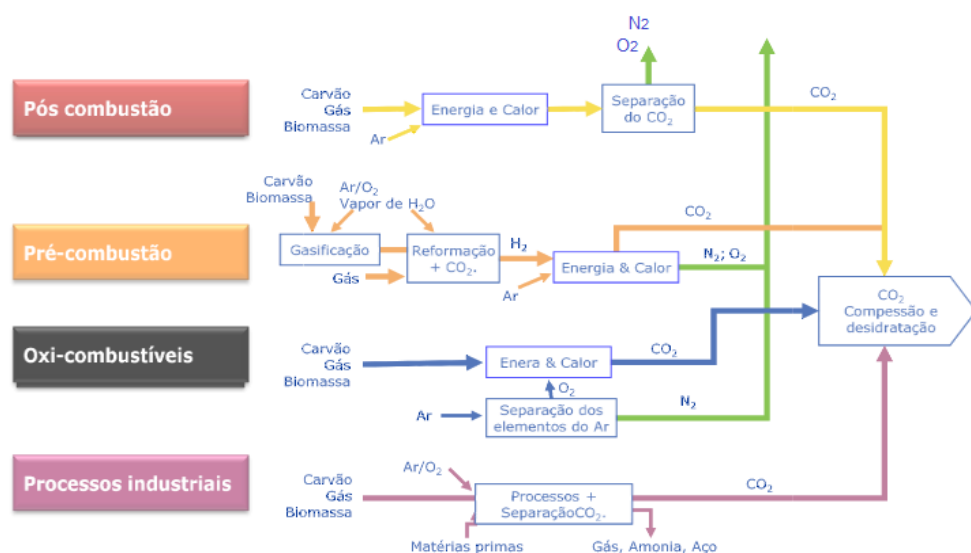 N2
O2
Pós combustão
Carvão
Gás
Biomassa
Ar
Energia e Calor
Separação
do CO₂
CO₂
Pré-combustão
Carvão
Biomassa
Ar/O₂
Vapor de H₂O
Gasificação
Gás
Reformação
+ CO₂.
H₂
Ar
Energia & Calor
CO₂
N₂; O₂
CO₂
Compessão e
desidratação
Oxi-combustíveis
Carvão
Gás
Biomassa
Enera & Calor
CO₂
O₂
Ar
Separação dos
elementos do Ar
N₂
Processos industriais
Carvão
Gás
Biomassa
Ar/O₂
Processos +
SeparaçãoCO₂.
CO₂
Matérias primas
Gás, Amonia, Aço